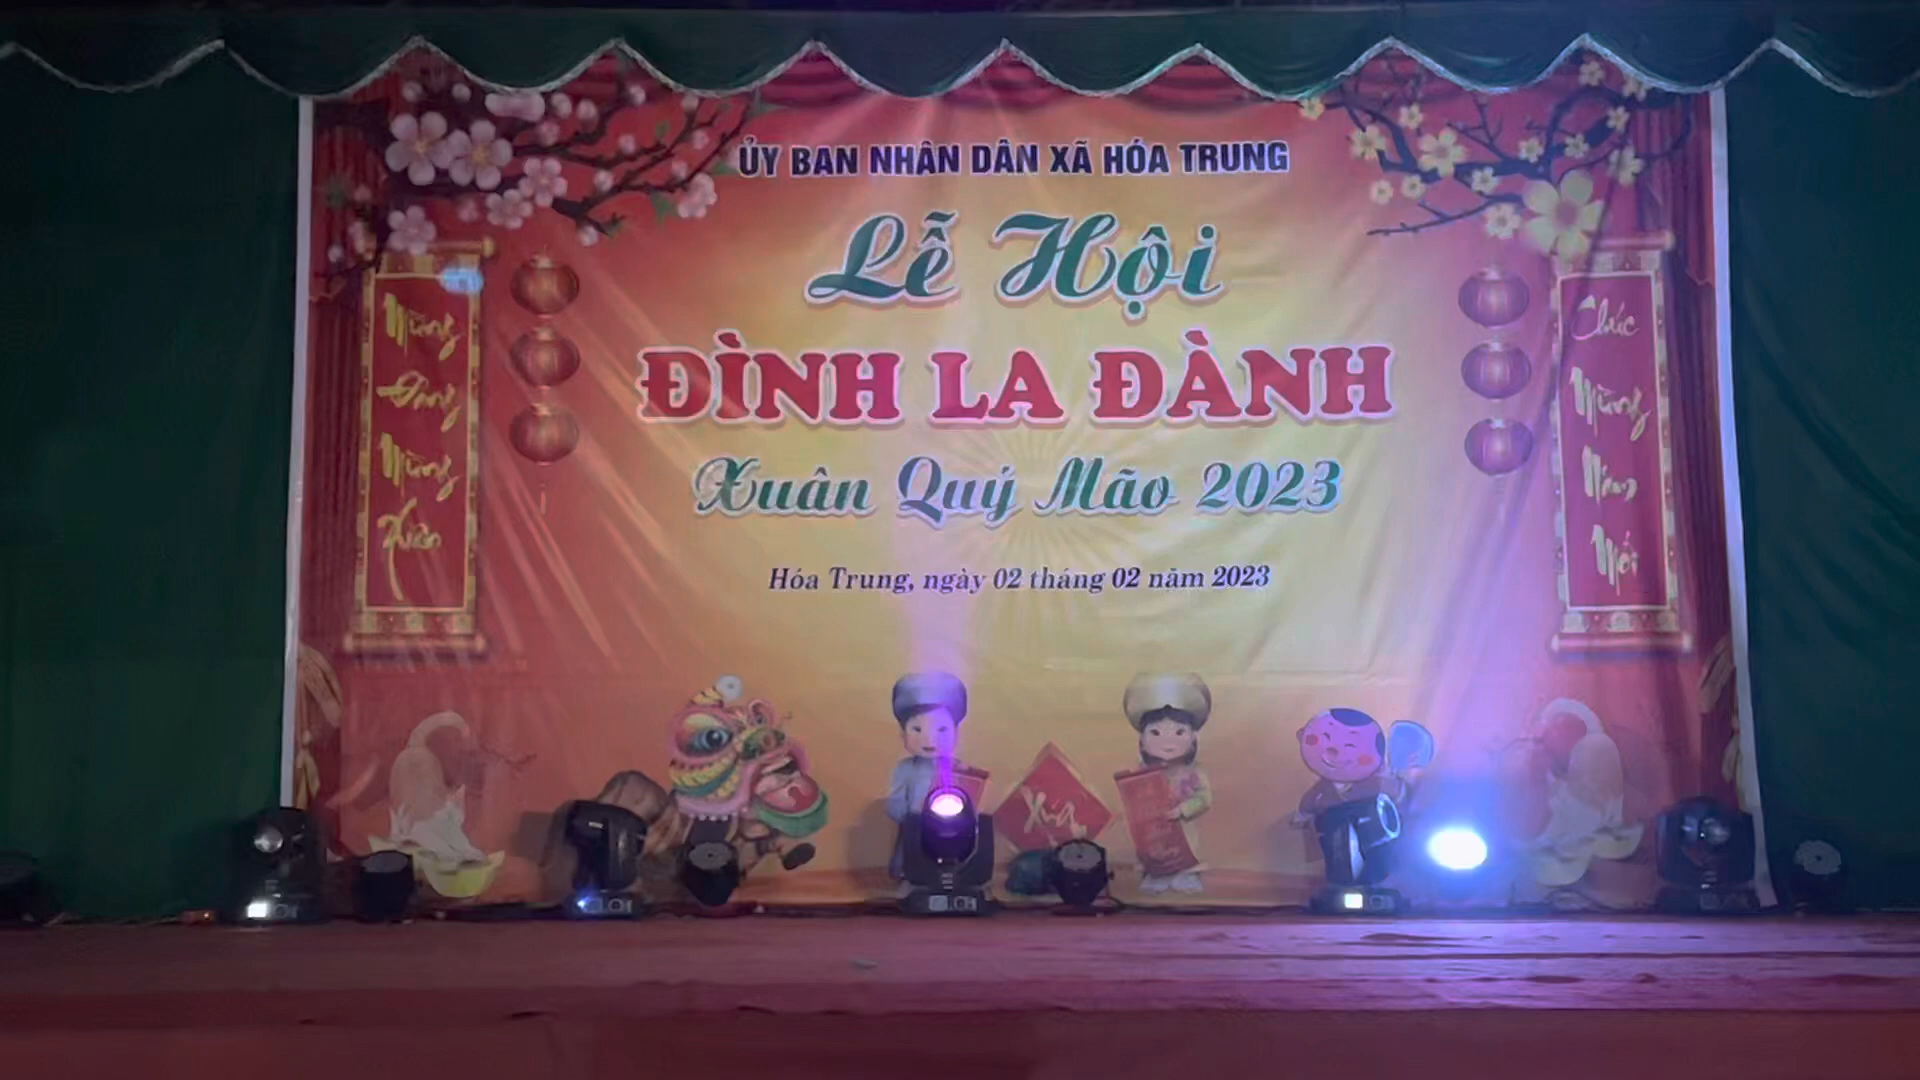 ỦY BAN NHÂN DÂN XÃ HÓA TRUNG
Lễ Hội
ĐÌNH LA ĐÀNH
Xuân Quý Mão 2023
Hóa Trung, ngày 02 tháng 02 năm 2023
Mừng
Đảng
Mừng
Xuân
Chúc
Mừng
Năm
Mới